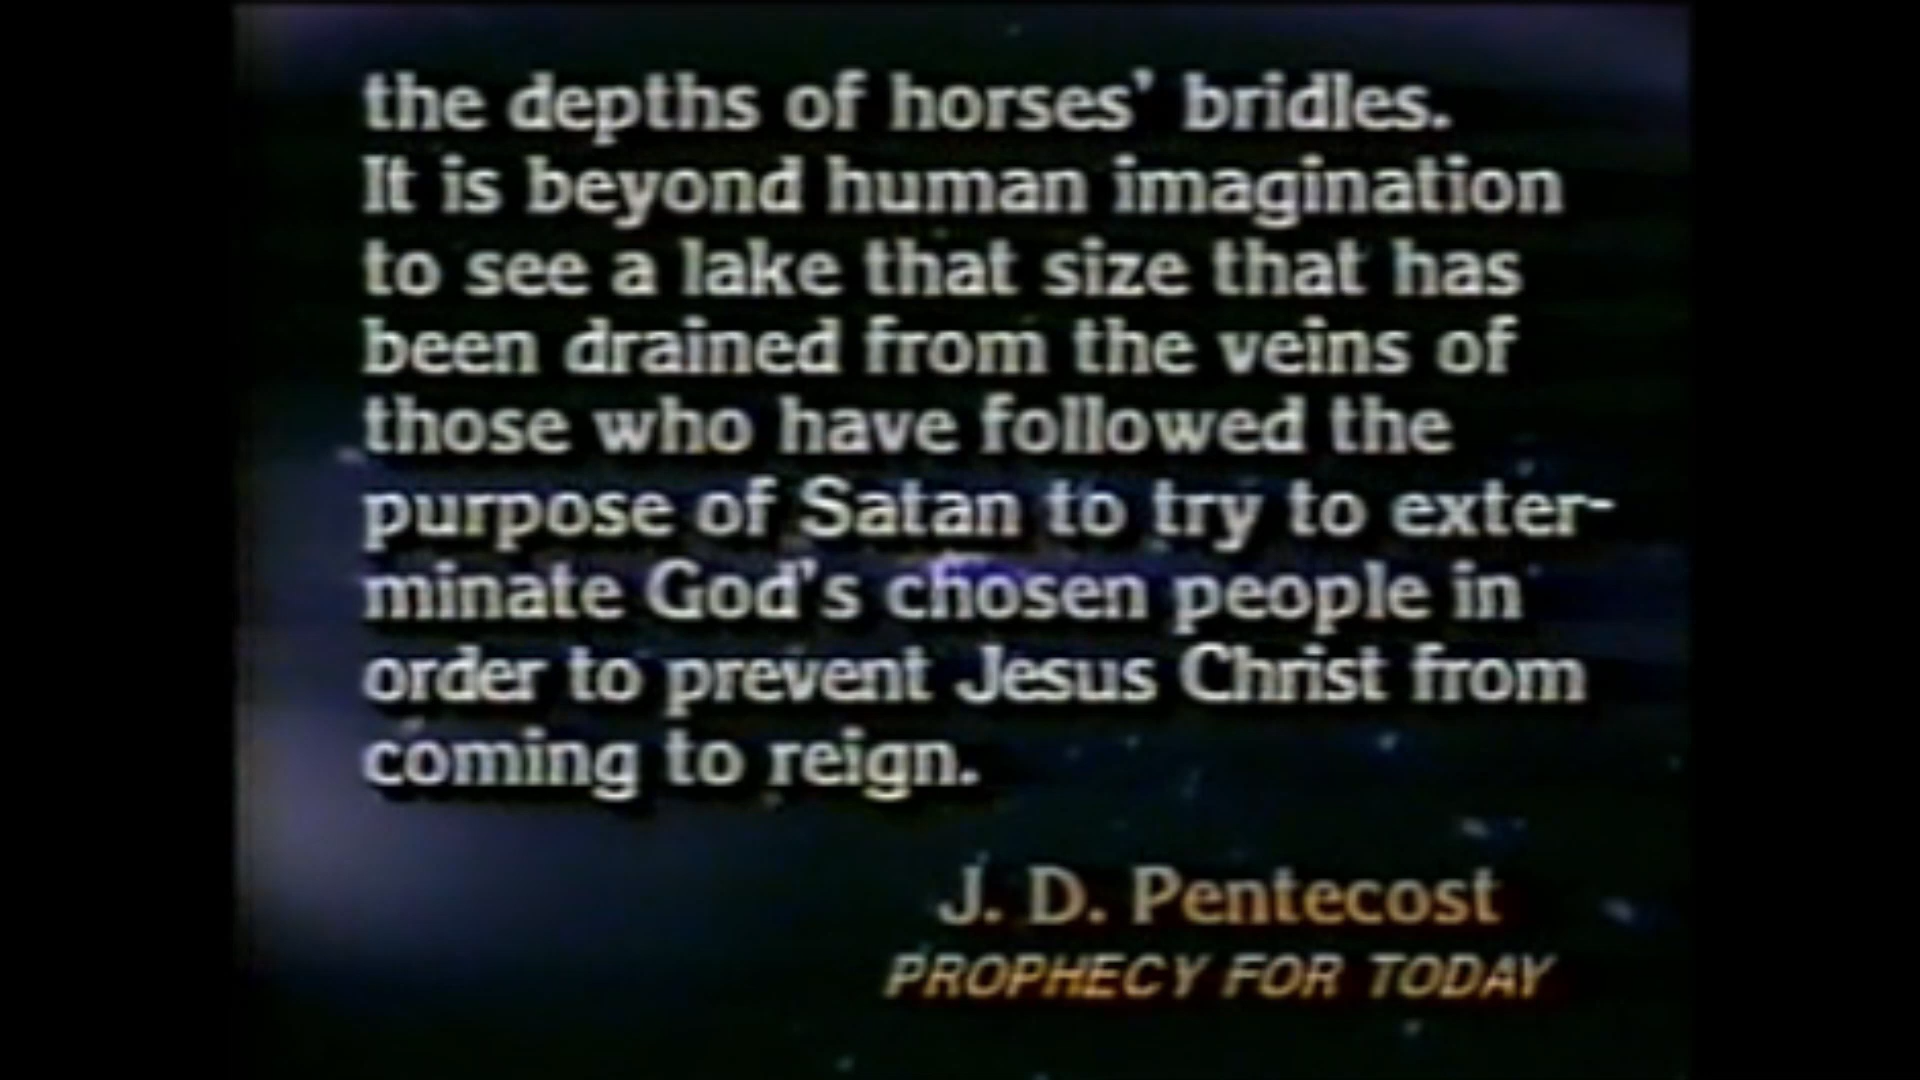 the depths of horses' bridles.
It is beyond human imagination
to see a lake that size that has
been drained from the veins of
those who have followed the
purpose of Satan to try to exter-
minate God's chosen people in
order to prevent Jesus Christ from
coming to reign.
J. D. Pentecost
PROPHECY FOR TODAY